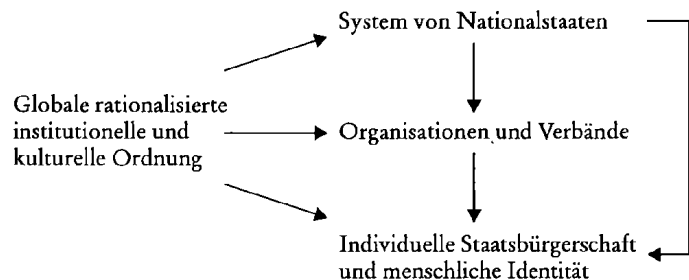 System von Nationalstaaten
Globale rationalisierte
institutionelle und
kulturelle Ordnung
Organisationen und Verbände
Individuelle Staatsbürgerschaft
und menschliche Identität